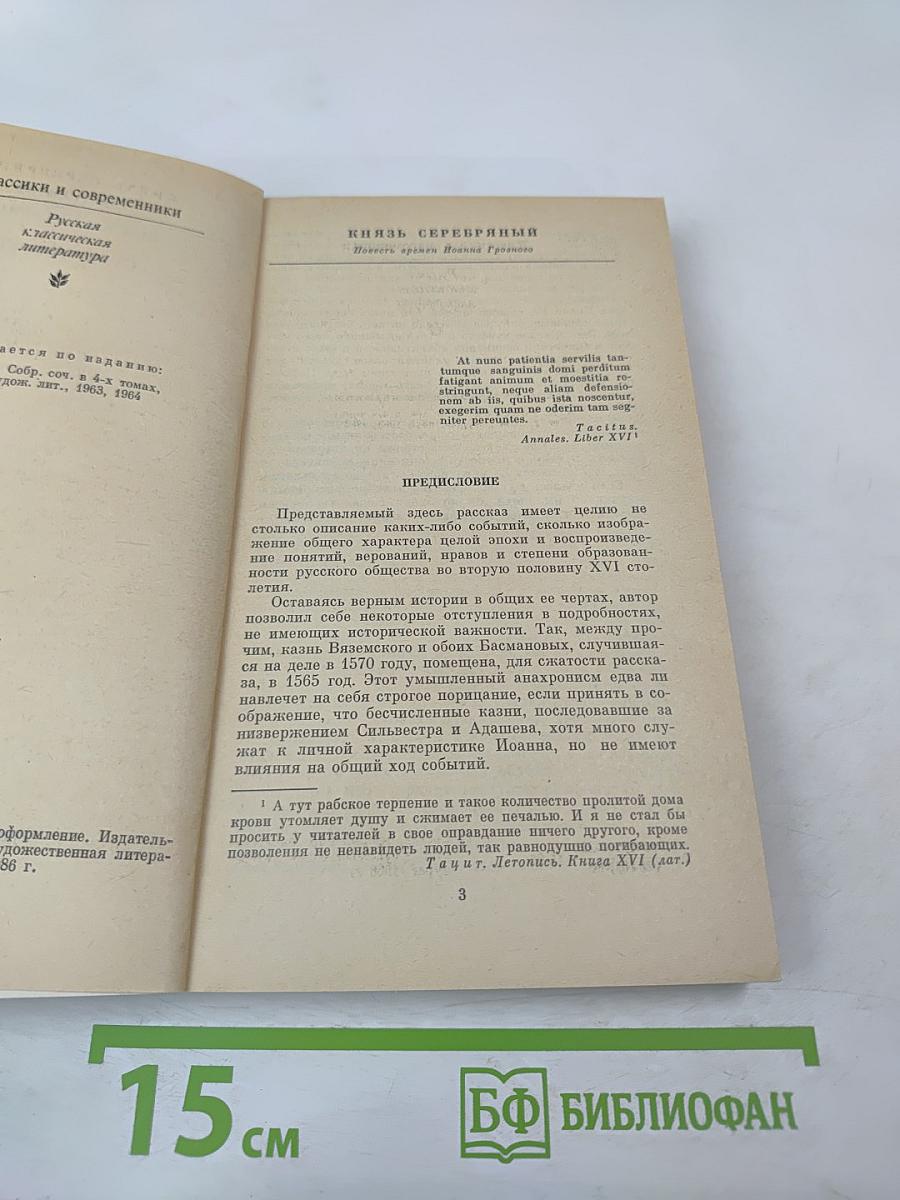 ассики и современники
Русская
классическая
литература
ается по изданию:
Собр. соч. в 4-х томах,
удож. лит., 1963, 1964
оформление. Издатель-
удожественная литера-
86 г.
КНЯЗЬ СЕРЕБРЯНЫЙ
Повесть времен Иоанна Грозного
At nunc patientia servilis tan-
tumque sanguinis domi perditum
fatigant animum et moestitia re-
stringunt, neque aliam defensio-
nem ab iis, quibus ista noscentur,
exegerim quam ne oderim tam seg-
niter pereuntes.
Tacitus.
Annales. Liber XVI¹
ПРЕДИСЛОВИЕ
Представляемый здесь рассказ имеет целию не
столько описание каких-либо событий, сколько изобра-
жение общего характера целой эпохи и воспроизведе-
ние понятий, верований, нравов и степени образован-
ности русского общества во вторую половину XVI сто-
летия.
Оставаясь верным истории в общих ее чертах, автор
позволил себе некоторые отступления в подробностях,
не имеющих исторической важности. Так, между про-
чим, казнь Вяземского и обоих Басмановых, случившая-
ся на деле в 1570 году, помещена, для сжатости расска-
за, в 1565 год. Этот умышленный анахронизм едва ли
навлечет на себя строгое порицание, если принять в со-
ображение, что бесчисленные казни, последовавшие за
низвержением Сильвестра и Адашева, хотя много слу-
жат к личной характеристике Иоанна, но не имеют
влияния на общий ход событий.
¹ А тут рабское терпение и такое количество пролитой дома
крови утомляет душу и сжимает ее печалью. И я не стал бы
просить у читателей в свое оправдание ничего другого, кроме
позволения не ненавидеть людей, так равнодушно погибающих.
Тацит. Летопись. Книга XVI (лат.)
3
15 см
БФ БИБЛИОФАН